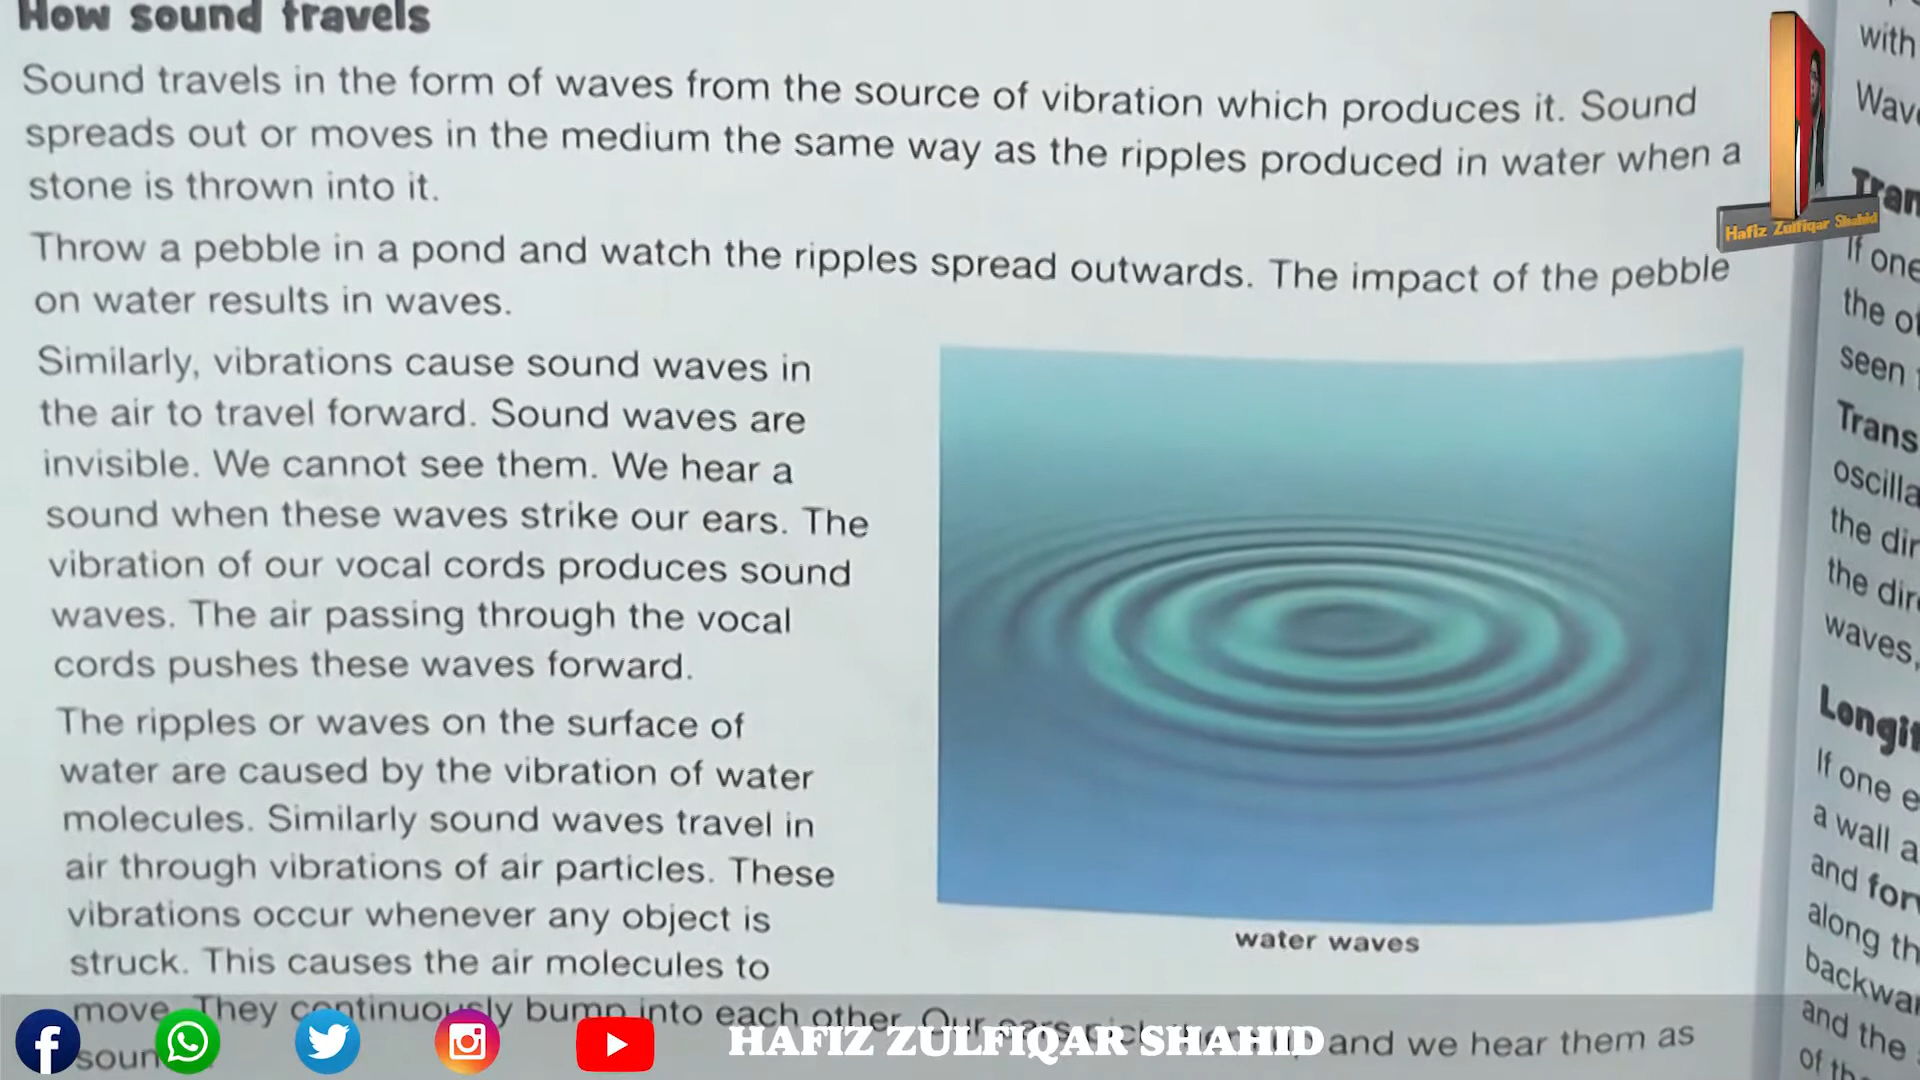 How sound travels
Sound travels in the form of waves from the source of vibration which produces it. Sound
spreads out or moves in the medium the same way as the ripples produced in water when a
stone is thrown into it.
Throw a pebble in a pond and watch the ripples spread outwards. The impact of the pebble
on water results in waves.
Similarly, vibrations cause sound waves in
the air to travel forward. Sound waves are
invisible. We cannot see them. We hear a
sound when these waves strike our ears. The
vibration of our vocal cords produces sound
waves. The air passing through the vocal
cords pushes these waves forward.
The ripples or waves on the surface of
water are caused by the vibration of water
molecules. Similarly sound waves travel in
air through vibrations of air particles. These
vibrations occur whenever any object is
struck. This causes the air molecules to
move. They continuously bump into each other. Our ears and we hear them as
water waves
HAFIZ ZULFIQAR SHAHID
Hafiz Zulfiqar Shahid
with
If one
the
seen
the
the
waves,
If one
a wall
and
along
and the